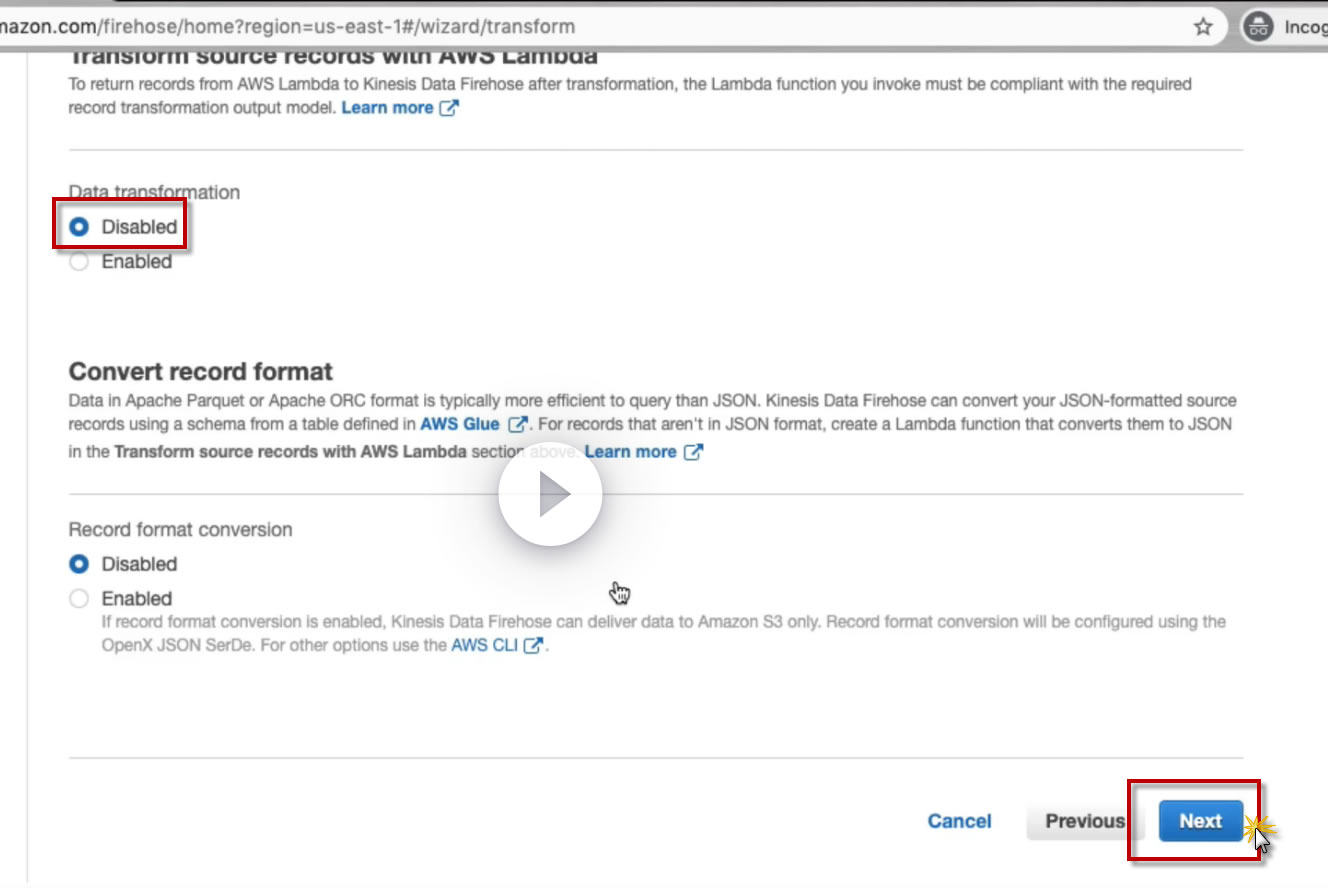 mazon.com/firehose/home?region=us-east-1#/wizard/transform
Incog
Transform source records with AWS Lambda
To return records from AWS Lambda to Kinesis Data Firehose after transformation, the Lambda function you invoke must be compliant with the required
record transformation output model. Learn more
Data transformation
Disabled
Enabled
Convert record format
Data in Apache Parquet or Apache ORC format is typically more efficient to query than JSON. Kinesis Data Firehose can convert your JSON-formatted source
records using a schema from a table defined in AWS Glue . For records that aren't in JSON format, create a Lambda function that converts them to JSON
in the Transform source records with AWS Lambda section above. Learn more
Record format conversion
Disabled
Enabled
If record format conversion is enabled, Kinesis Data Firehose can deliver data to Amazon S3 only. Record format conversion will be configured using the
OpenX JSON SerDe. For other options use the AWS CLI .
Cancel Previous Next